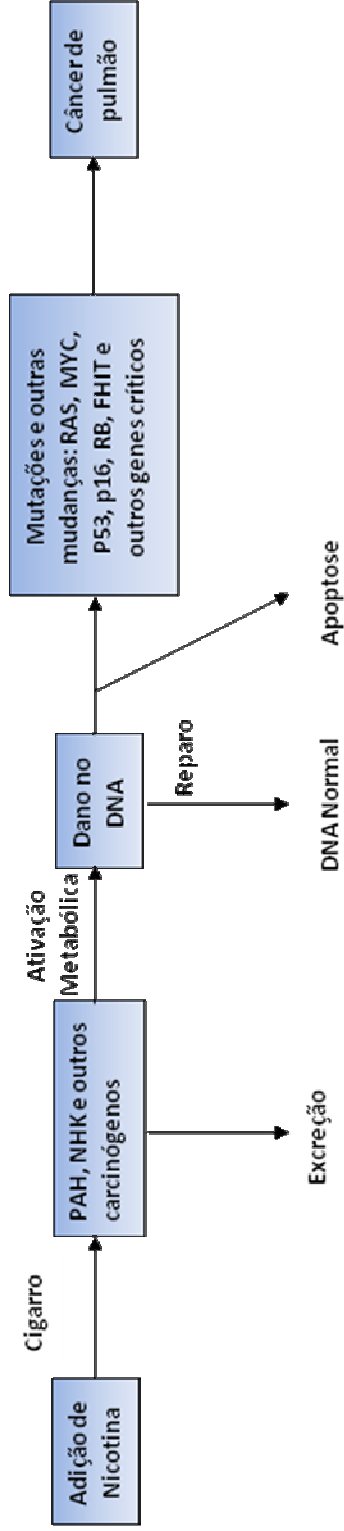 Adição de
Nicotina
Cigarro
PAH, NHK e outros
carcinógenos
Excreção
Ativação
Metabólica
Dano no
DNA
Reparo
DNA Normal
Apoptose
Mutações e outras
mudanças: RAS, MYC,
P53, p16, RB, FHIT e
outros genes críticos
Câncer de
pulmão